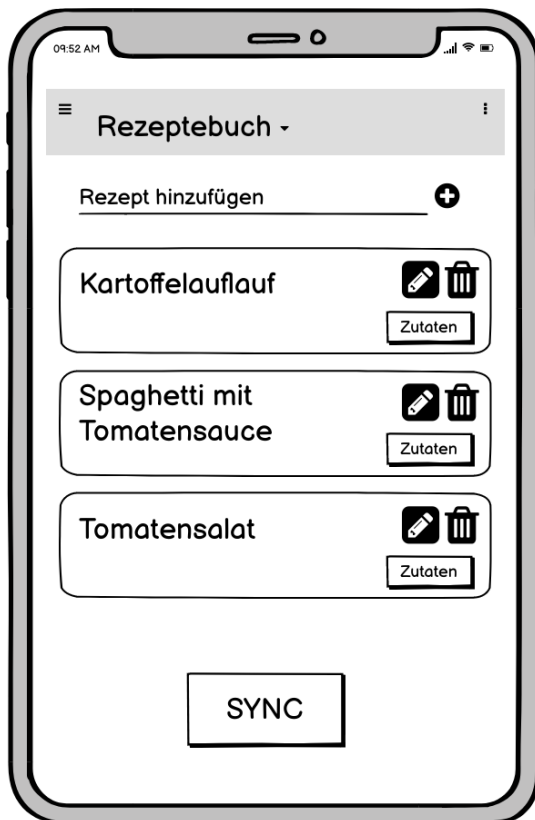 09:52 AM
Rezeptebuch
Rezept hinzufügen
Kartoffelauflauf
Zutaten
Spaghetti mit
Tomatensauce
Zutaten
Tomatensalat
Zutaten
SYNC